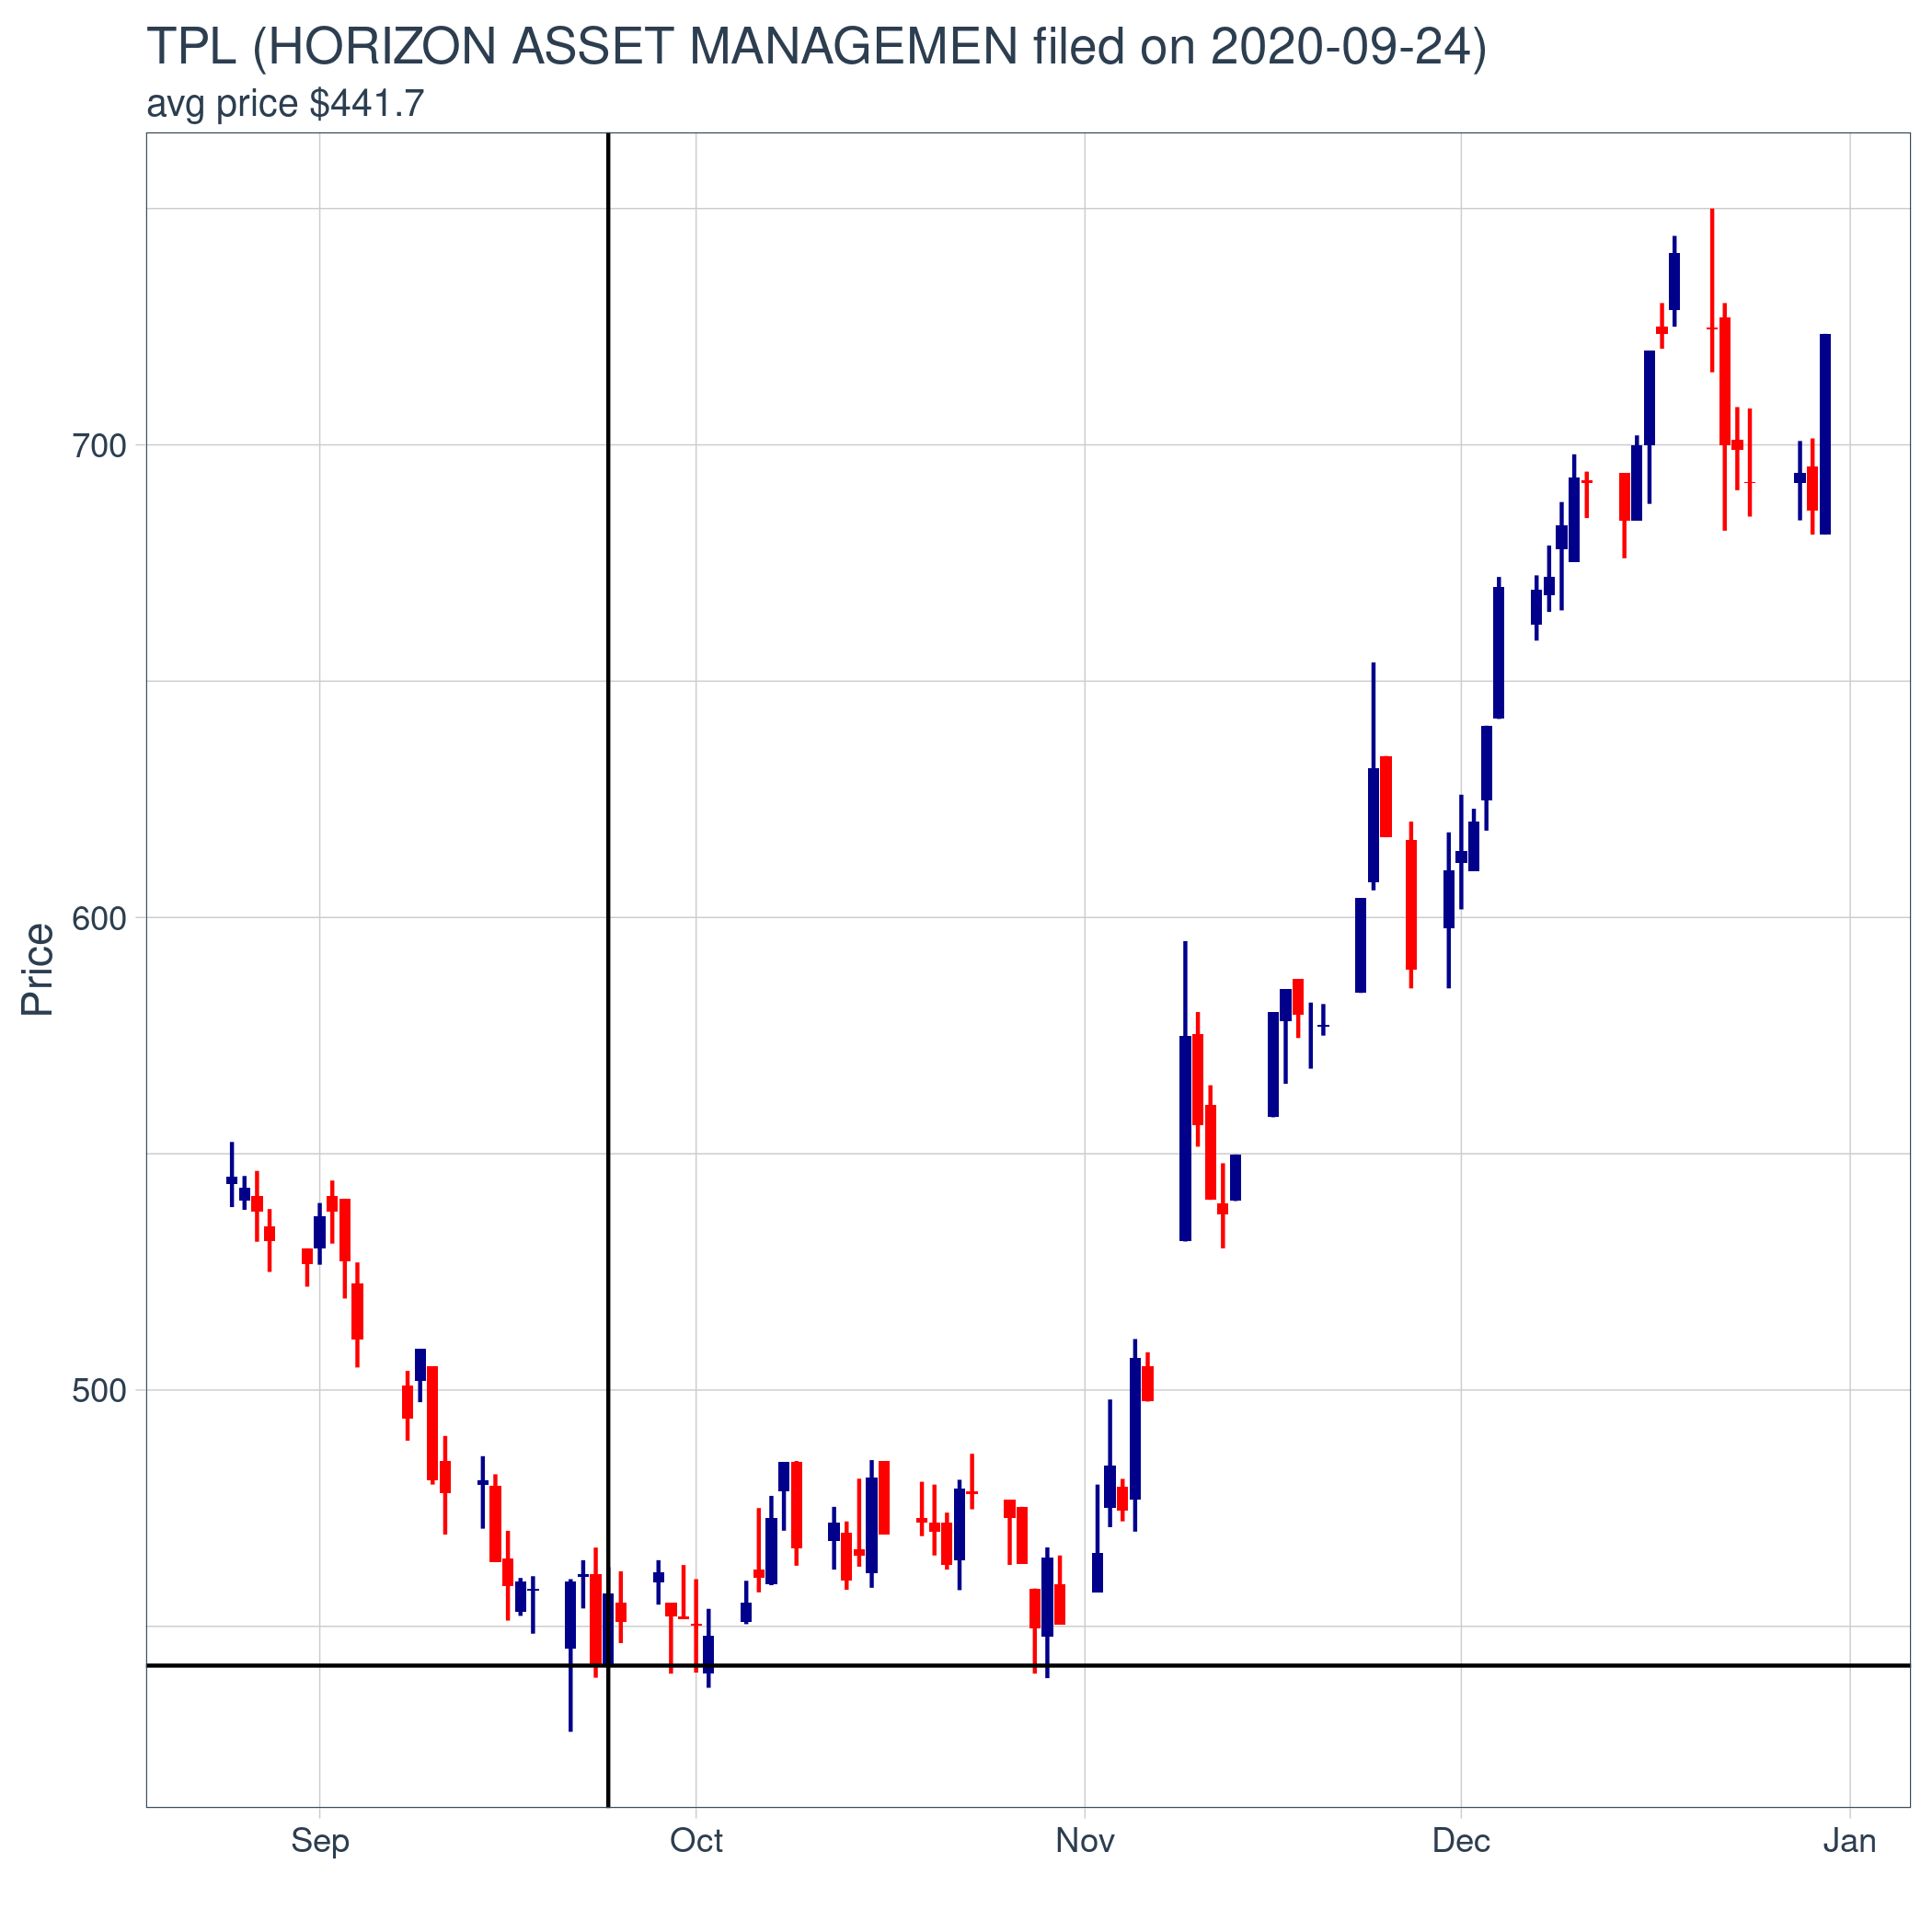 TPL (HORIZON ASSET MANAGEMEN filed on 2020-09-24)
avg price $441.7
Price
700
600
500
Sep Oct Nov Dec Jan